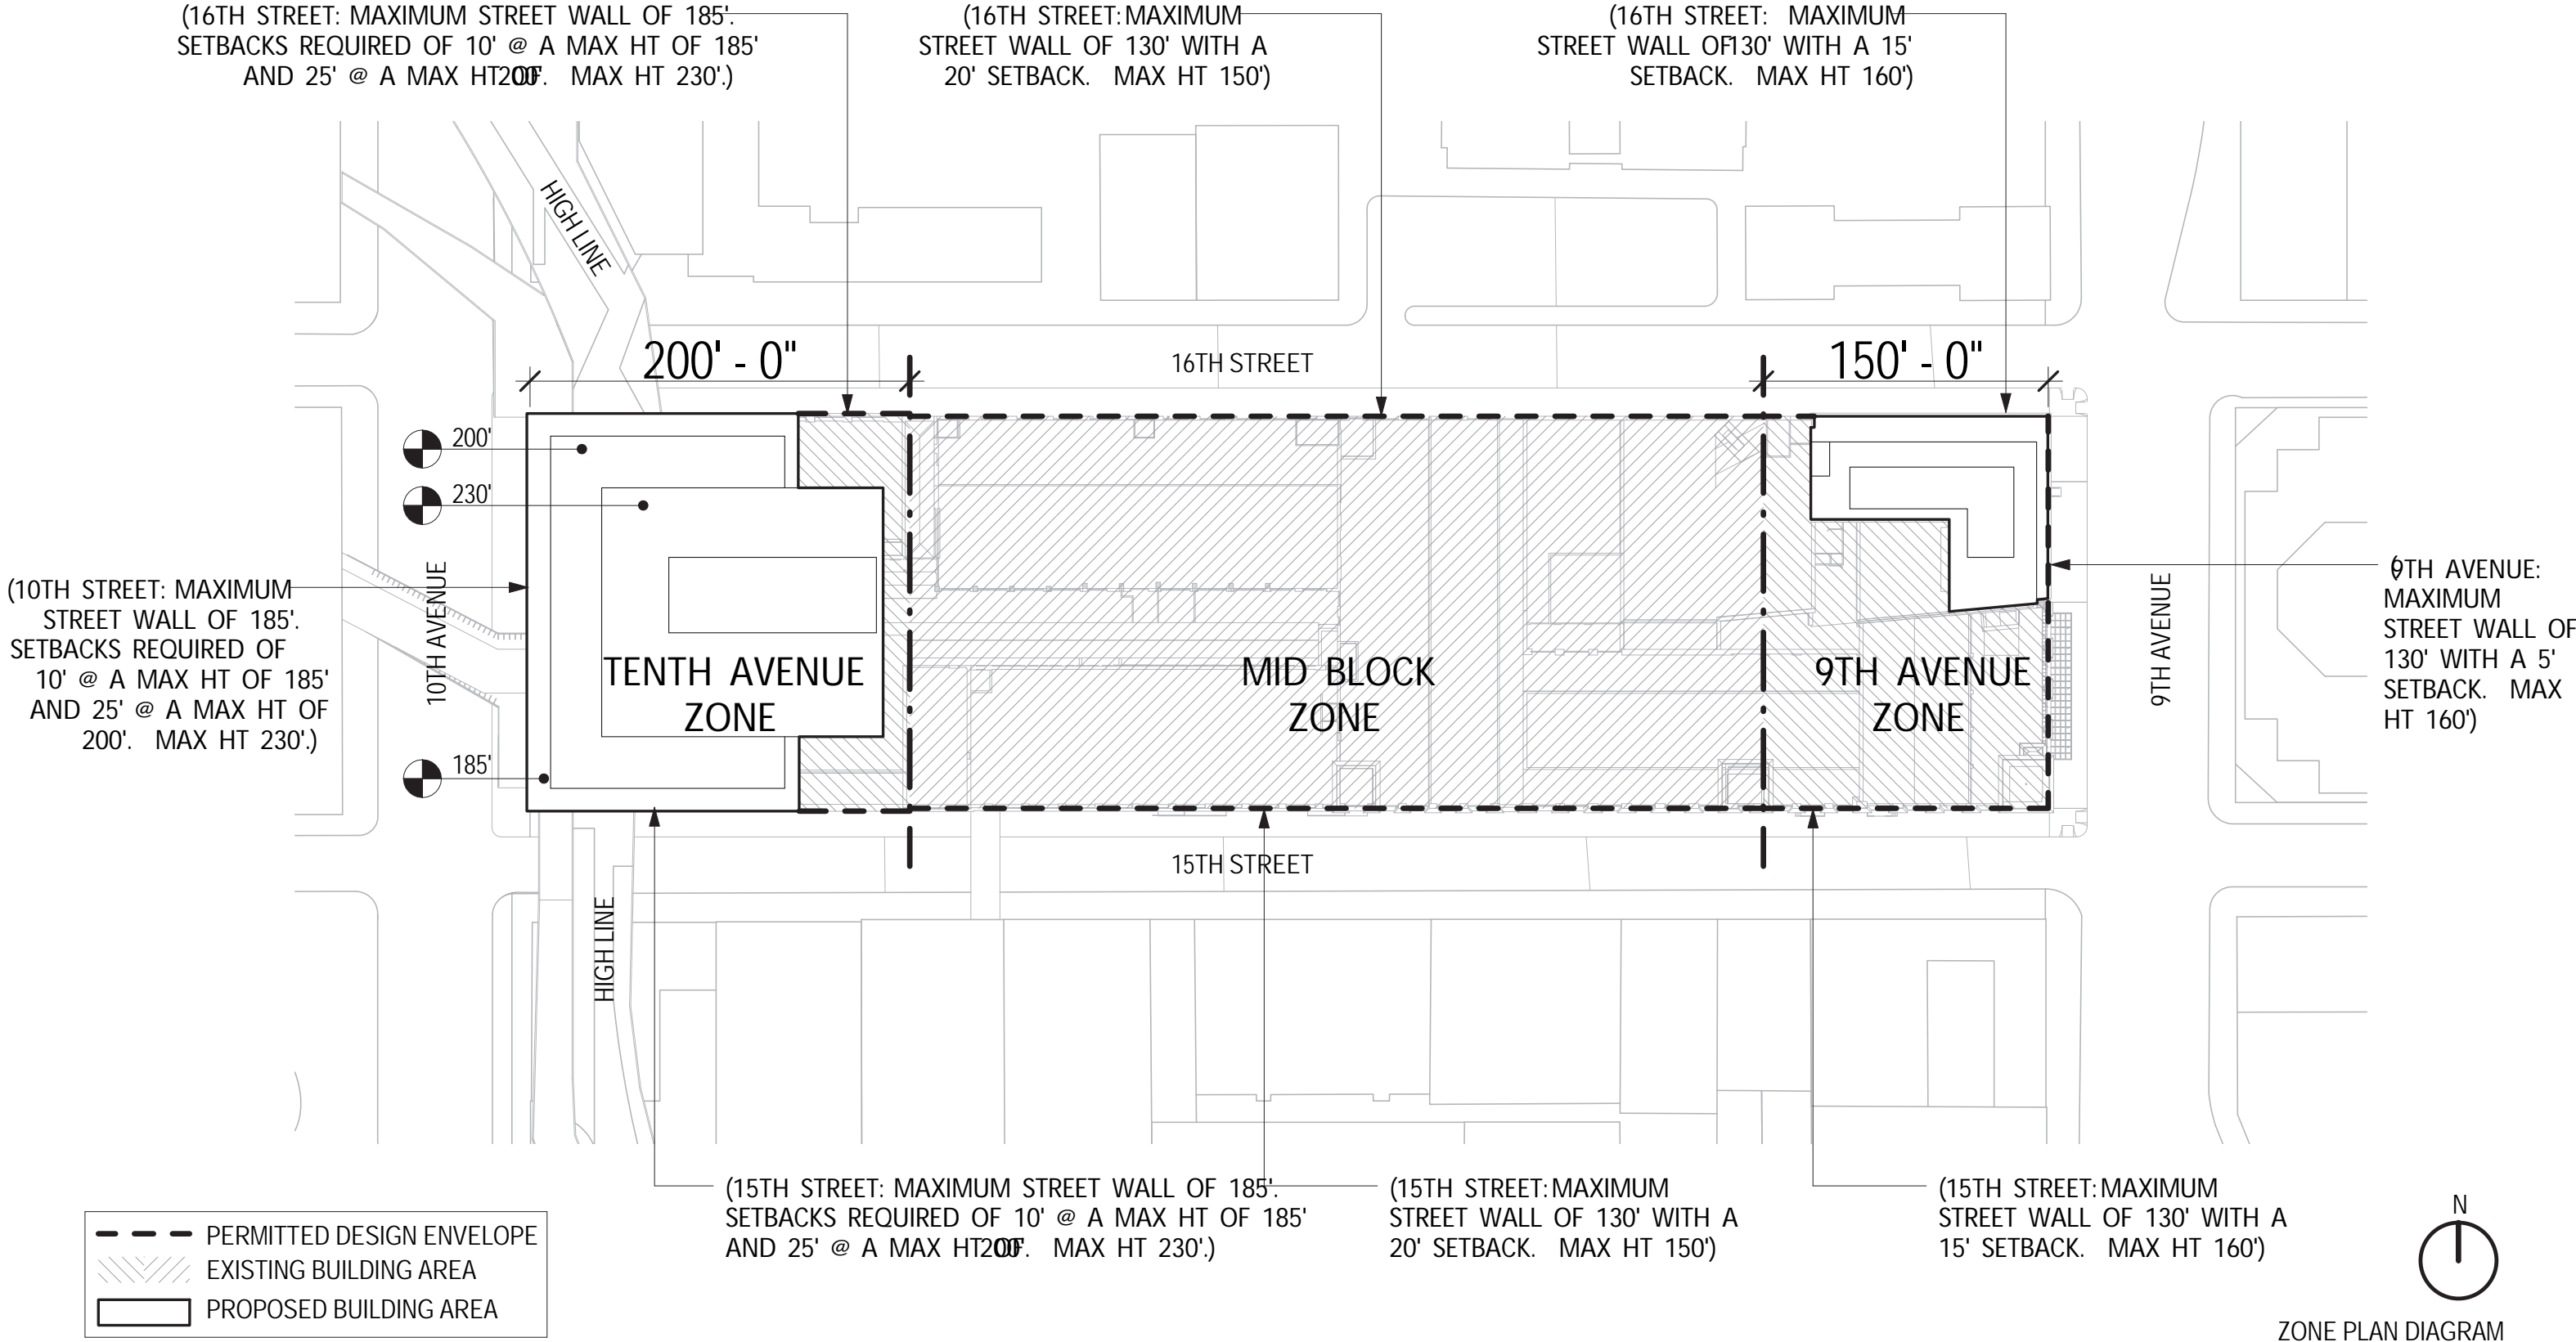 (16TH STREET: MAXIMUM STREET WALL OF 185'.
SETBACKS REQUIRED OF 10' @ A MAX HT OF 185'
AND 25' @ A MAX HT OF 200'. MAX HT 230'.)
(16TH STREET: MAXIMUM
STREET WALL OF 130' WITH A
20' SETBACK. MAX HT 150')
(16TH STREET: MAXIMUM
STREET WALL OF 130' WITH A 15'
SETBACK. MAX HT 160')
HIGH LINE
200' - 0"
16TH STREET
150' - 0"
200'
230'
(10TH STREET: MAXIMUM
STREET WALL OF 185'.
SETBACKS REQUIRED OF
10' @ A MAX HT OF 185'
AND 25' @ A MAX HT OF
200'. MAX HT 230'.)
10TH AVENUE
185'
TENTH AVENUE
ZONE
MID BLOCK
ZONE
9TH AVENUE
ZONE
9TH AVENUE
(9TH AVENUE:
MAXIMUM
STREET WALL OF
130' WITH A 5'
SETBACK. MAX
HT 160')
15TH STREET
HIGH LINE
(15TH STREET: MAXIMUM STREET WALL OF 185'.
SETBACKS REQUIRED OF 10' @ A MAX HT OF 185'
AND 25' @ A MAX HT OF 200'. MAX HT 230'.)
(15TH STREET: MAXIMUM
STREET WALL OF 130' WITH A
20' SETBACK. MAX HT 150')
(15TH STREET: MAXIMUM
STREET WALL OF 130' WITH A
15' SETBACK. MAX HT 160')
PERMITTED DESIGN ENVELOPE
EXISTING BUILDING AREA
PROPOSED BUILDING AREA
N
ZONE PLAN DIAGRAM